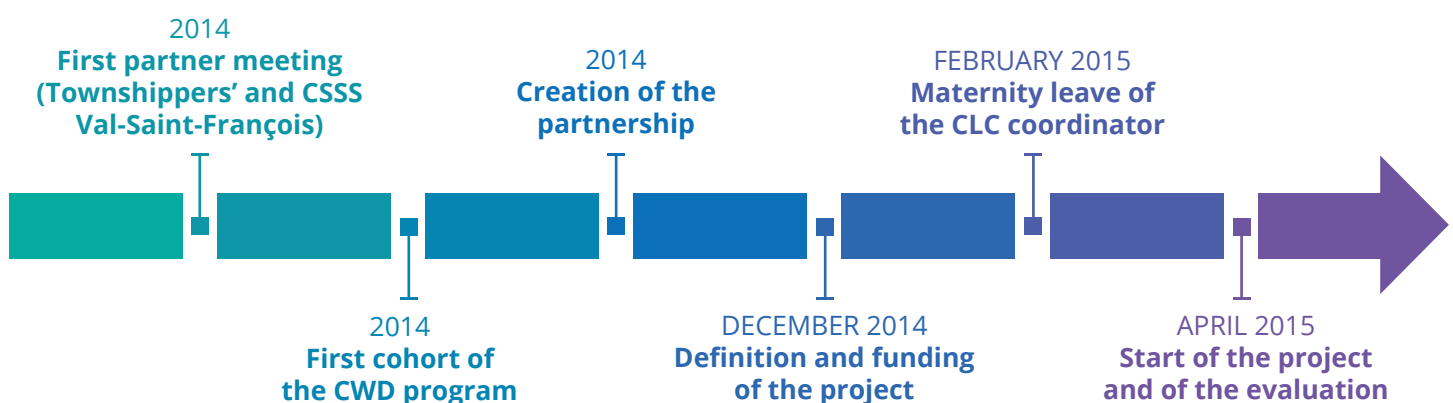 2014
First partner meeting
(Townshippers’ and CSSS
Val-Saint-François)
2014
First cohort of
the CWD program
2014
Creation of the
partnership
DECEMBER 2014
Definition and funding
of the project
FEBRUARY 2015
Maternity leave of
the CLC coordinator
APRIL 2015
Start of the project
and of the evaluation